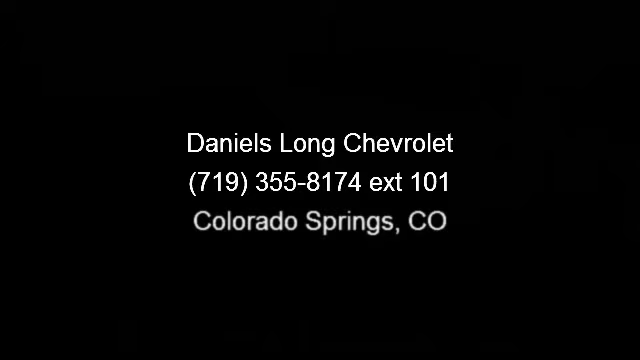 Daniels Long Chevrolet
(719) 355-8174 ext 101
Colorado Springs, CO